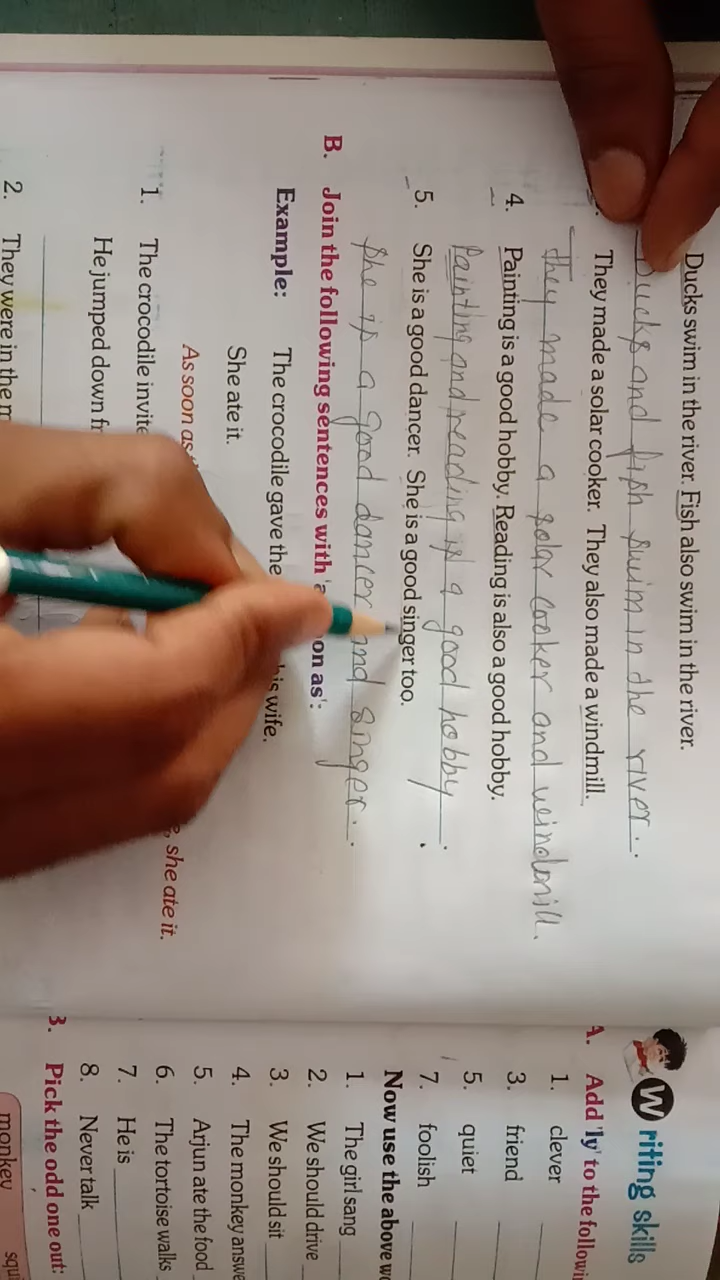 Ducks swim in the river. Fish also swim in the river.
Ducks and fish swim in the river.
They made a solar cooker. They also made a windmill.
they made a solar cooker and weindmill.
4. Painting is a good hobby. Reading is also a good hobby.
Painting and reading is a good hobby.
5. She is a good dancer. She is a good singer too.
She is a good dancer and singer.
B. Join the following sentences with 'a on as':
Example: The crocodile gave the his wife.
She ate it.
As soon as she ate it.
1. The crocodile invite
He jumped down fr
2. They were in the m
Writing skills
A. Add 'ly' to the followi
1. clever
3. friend
5. quiet
7. foolish
Now use the above wo
1. The girl sang
2. We should drive
3. We should sit
4. The monkey answe
5. Arjun ate the food
6. The tortoise walks
7. He is
8. Never talk
3. Pick the odd one out:
monkey squi